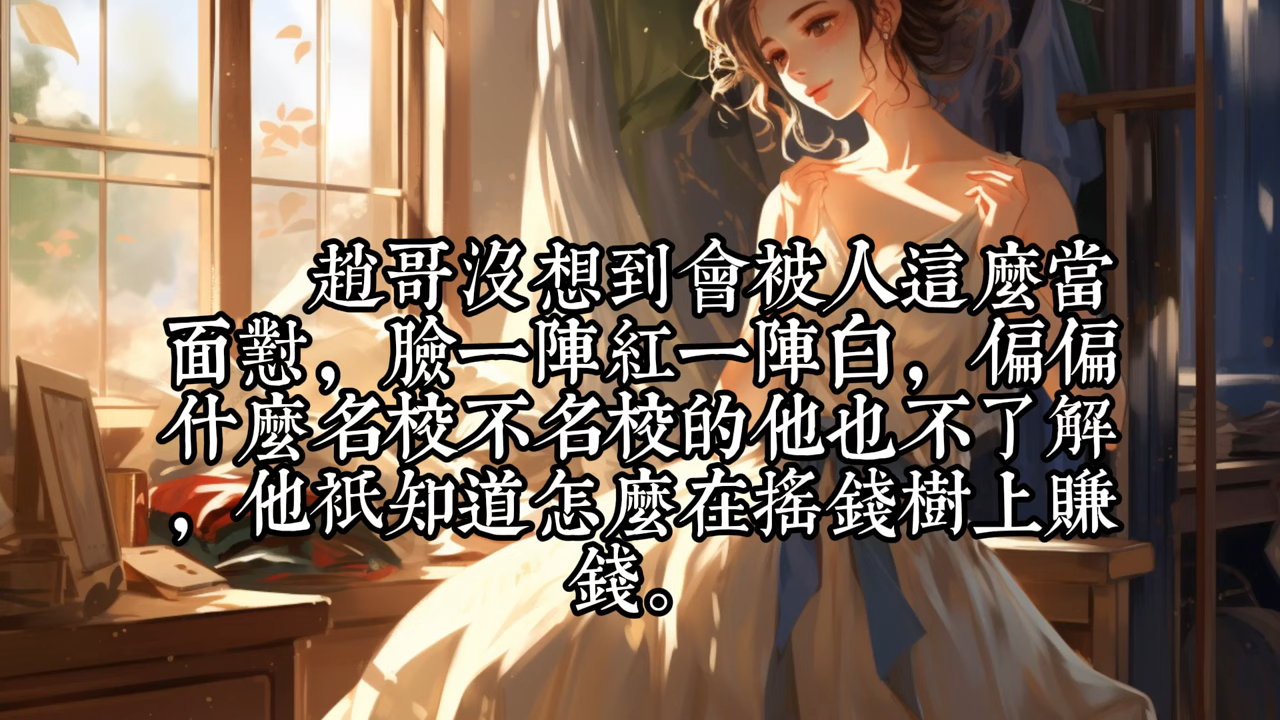 趙哥沒想到會被人這麼當
面懟，臉一陣紅一陣白，偏偏
什麼名校不名校的他也不了解
，他祇知道怎麼在搖錢樹上賺
錢。